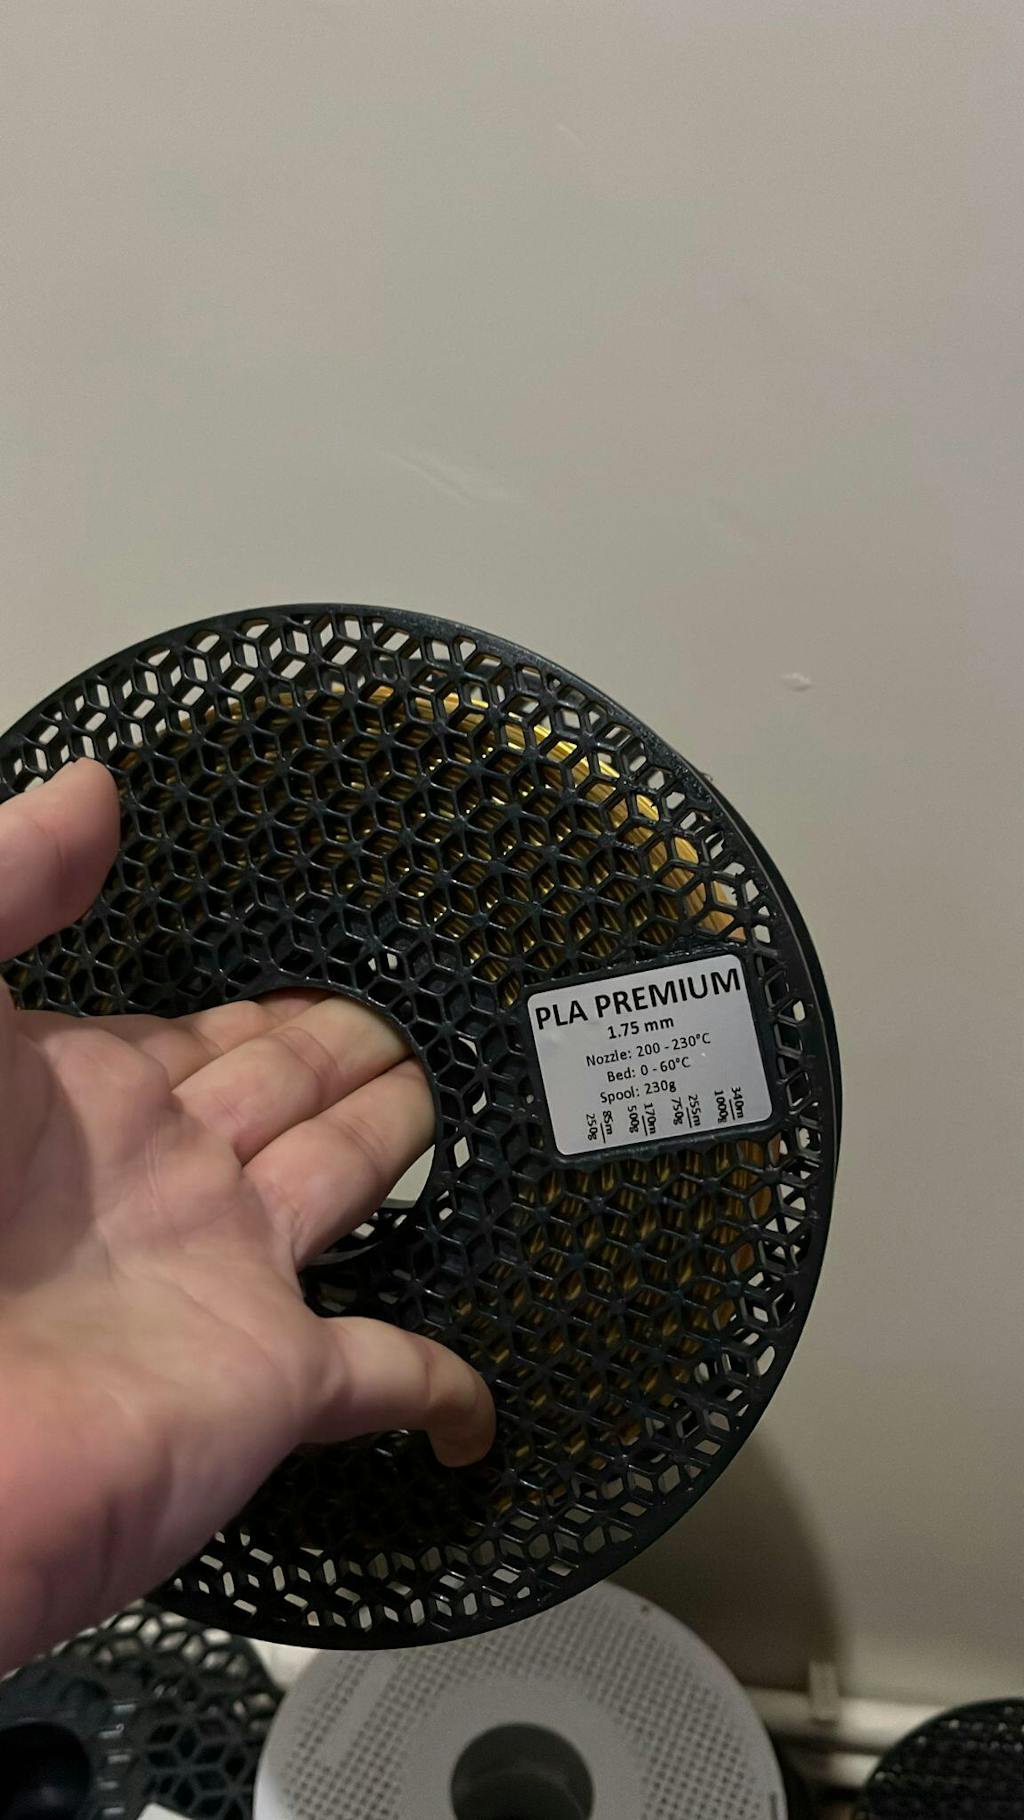 PLA PREMIUM
1.75 mm
Nozzle: 200 - 230°C
Bed: 0 - 60°C
Spool: 230g
85m
250g
170m
500g
255m
750g
340m
1000g